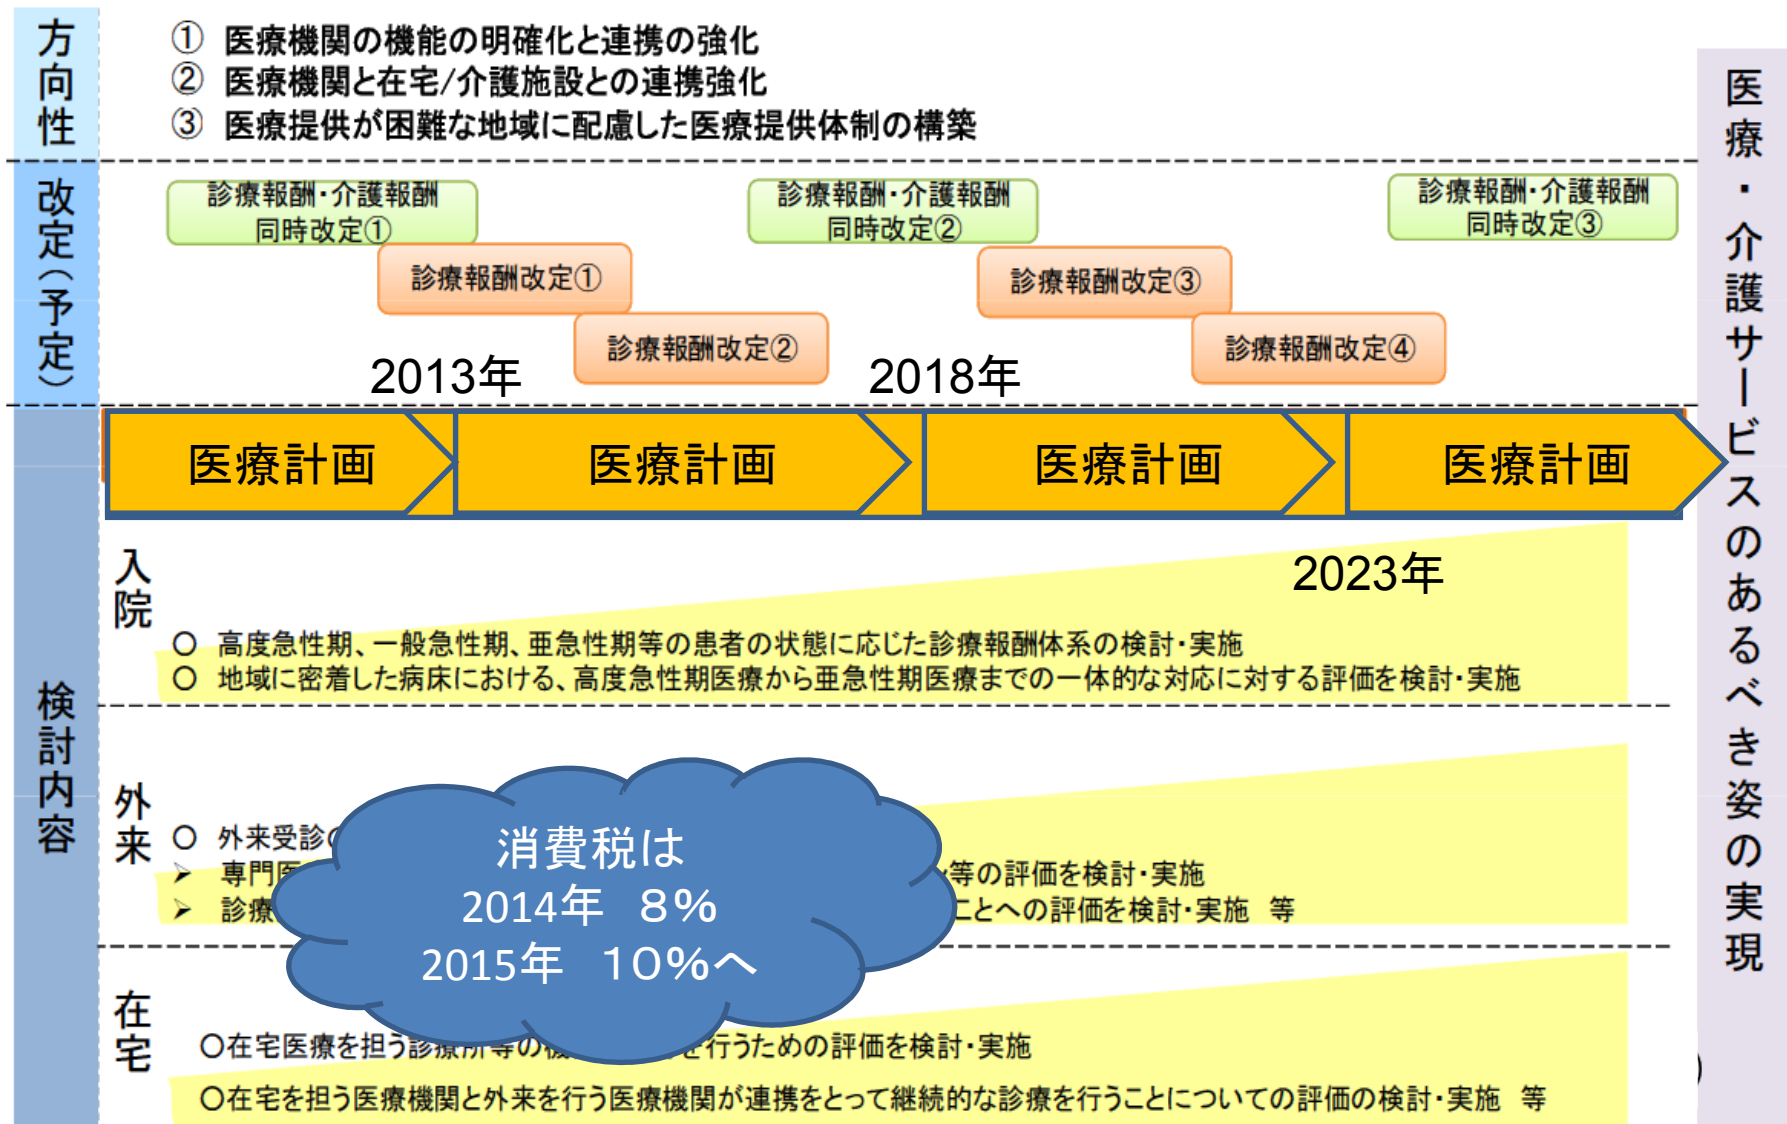 方向性
① 医療機関の機能の明確化と連携の強化
② 医療機関と在宅/介護施設との連携強化
③ 医療提供が困難な地域に配慮した医療提供体制の構築
改定(予定)
診療報酬・介護報酬
同時改定①
診療報酬・介護報酬
同時改定②
診療報酬・介護報酬
同時改定③
診療報酬改定①
診療報酬改定③
診療報酬改定②
診療報酬改定④
2013年
2018年
医療計画
医療計画
医療計画
医療計画
2023年
検討内容
入院
○ 高度急性期、一般急性期、亜急性期等の患者の状態に応じた診療報酬体系の検討・実施
○ 地域に密着した病床における、高度急性期医療から亜急性期医療までの一体的な対応に対する評価を検討・実施
外来
○ 外来受診
➢ 専門医 等の評価を検討・実施
➢ 診療 ことへの評価を検討・実施 等
消費税は
2014年 8%
2015年 10%へ
在宅
○在宅医療を担う診療所等の を行うための評価を検討・実施
○在宅を担う医療機関と外来を行う医療機関が連携をとって継続的な診療を行うことについての評価の検討・実施 等
)
医療・介護サービスのあるべき姿の実現